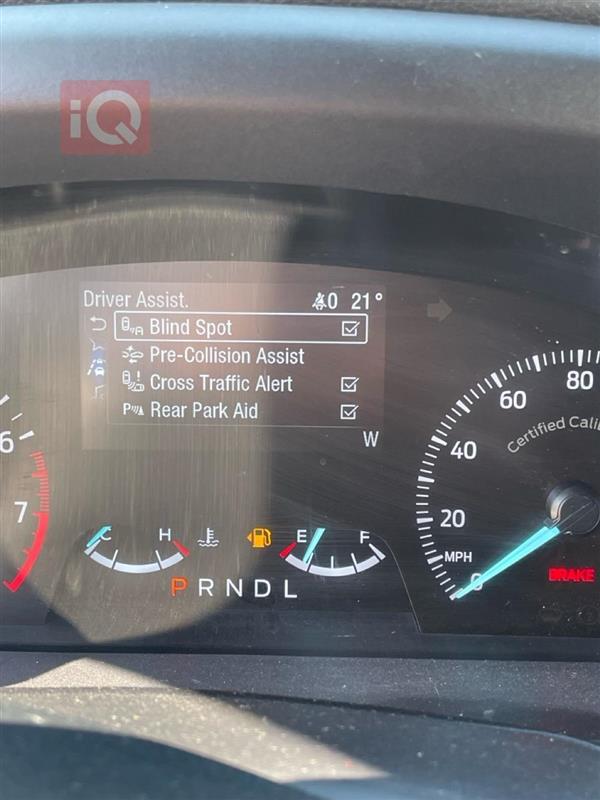 iQ
Driver Assist. 0 21°
Blind Spot
Pre-Collision Assist
Cross Traffic Alert
P Rear Park Aid
W
80
60
Certified Cali
40
6
7
20
C H E F
MPH
0
BRAKE
P R N D L